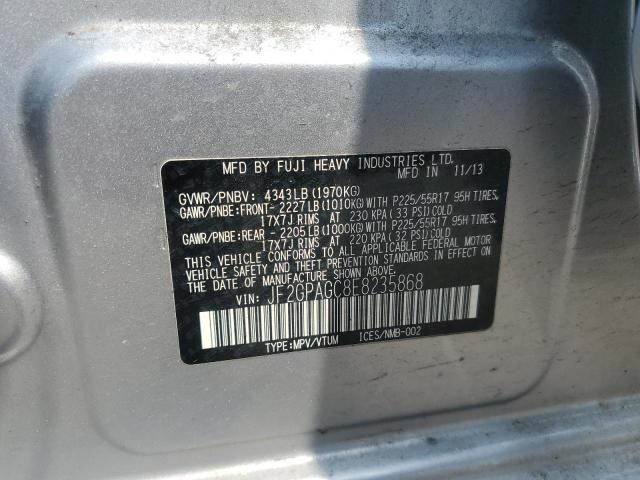 MFD BY FUJI HEAVY INDUSTRIES LTD.
MFD IN 11/13
GVWR/PNBV: 4343LB(1970KG)
GAWR/PNBE:FRONT-2227LB(1010KG)WITH P225/55R17 95H TIRES,
17X7J RIMS AT 230 KPA(33 PSI)COLD
GAWR/PNBE:REAR -2205LB(1000KG)WITH P225/55R17 95H TIRES,
17X7J RIMS AT 220 KPA(32 PSI)COLD
THIS VEHICLE CONFORMS TO ALL APPLICABLE FEDERAL MOTOR
VEHICLE SAFETY AND THEFT PREVENTION STANDARDS IN EFFECT
ON THE DATE OF MANUFACTURE SHOWN ABOVE.
VIN: JF2GPAGC8E8235868
TYPE:MPV/VTUM ICES/NMB-002